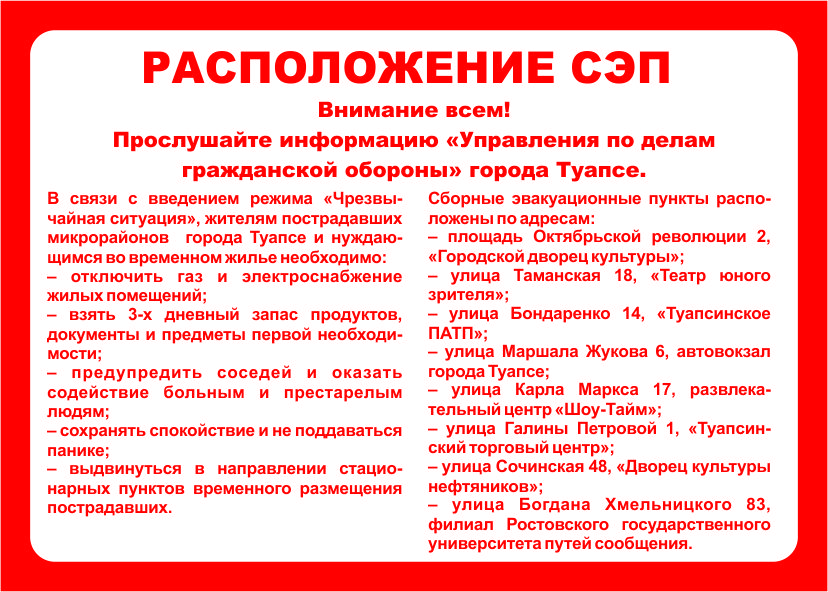 РАСПОЛОЖЕНИЕ СЭП
Внимание всем!
Прослушайте информацию «Управления по делам
гражданской обороны» города Туапсе.
В связи с введением режима «Чрезвы-
чайная ситуация», жителям пострадавших
микрорайонов города Туапсе и нуждаю-
щимся во временном жилье необходимо:
– отключить газ и электроснабжение
жилых помещений;
– взять 3-х дневный запас продуктов,
документы и предметы первой необходи-
мости;
– предупредить соседей и оказать
содействие больным и престарелым
людям;
– сохранять спокойствие и не поддаваться
панике;
– выдвинуться в направлении стацио-
нарных пунктов временного размещения
пострадавших.
Сборные эвакуационные пункты распо-
ложены по адресам:
– площадь Октябрьской революции 2,
«Городской дворец культуры»;
– улица Таманская 18, «Театр юного
зрителя»;
– улица Бондаренко 14, «Туапсинское
ПАТП»;
– улица Маршала Жукова 6, автовокзал
города Туапсе;
– улица Карла Маркса 17, развлека-
тельный центр «Шоу-Тайм»;
– улица Галины Петровой 1, «Туапсин-
ский торговый центр»;
– улица Сочинская 48, «Дворец культуры
нефтяников»;
– улица Богдана Хмельницкого 83,
филиал Ростовского государственного
университета путей сообщения.